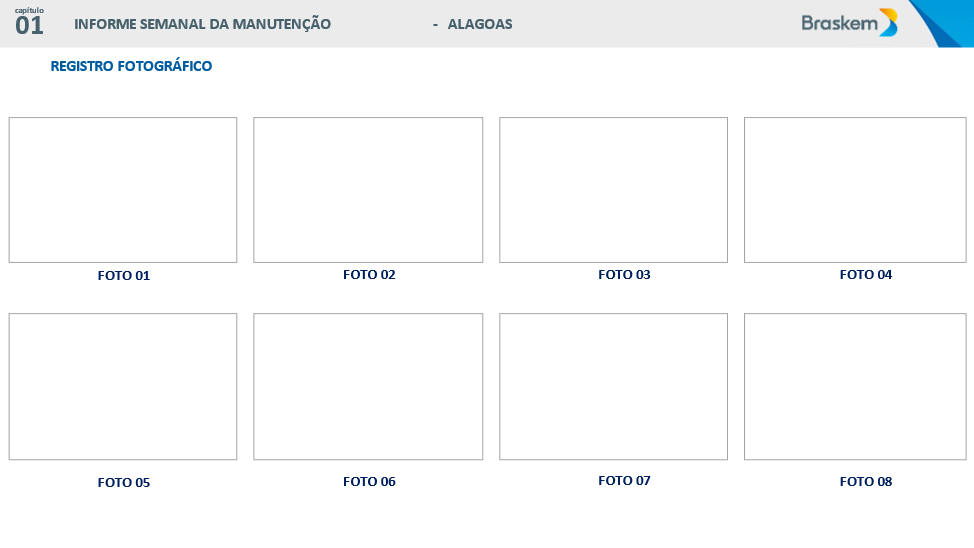 capítulo
01
INFORME SEMANAL DA MANUTENÇÃO - ALAGOAS
Braskem
REGISTRO FOTOGRÁFICO
FOTO 01
FOTO 02
FOTO 03
FOTO 04
FOTO 05
FOTO 06
FOTO 07
FOTO 08